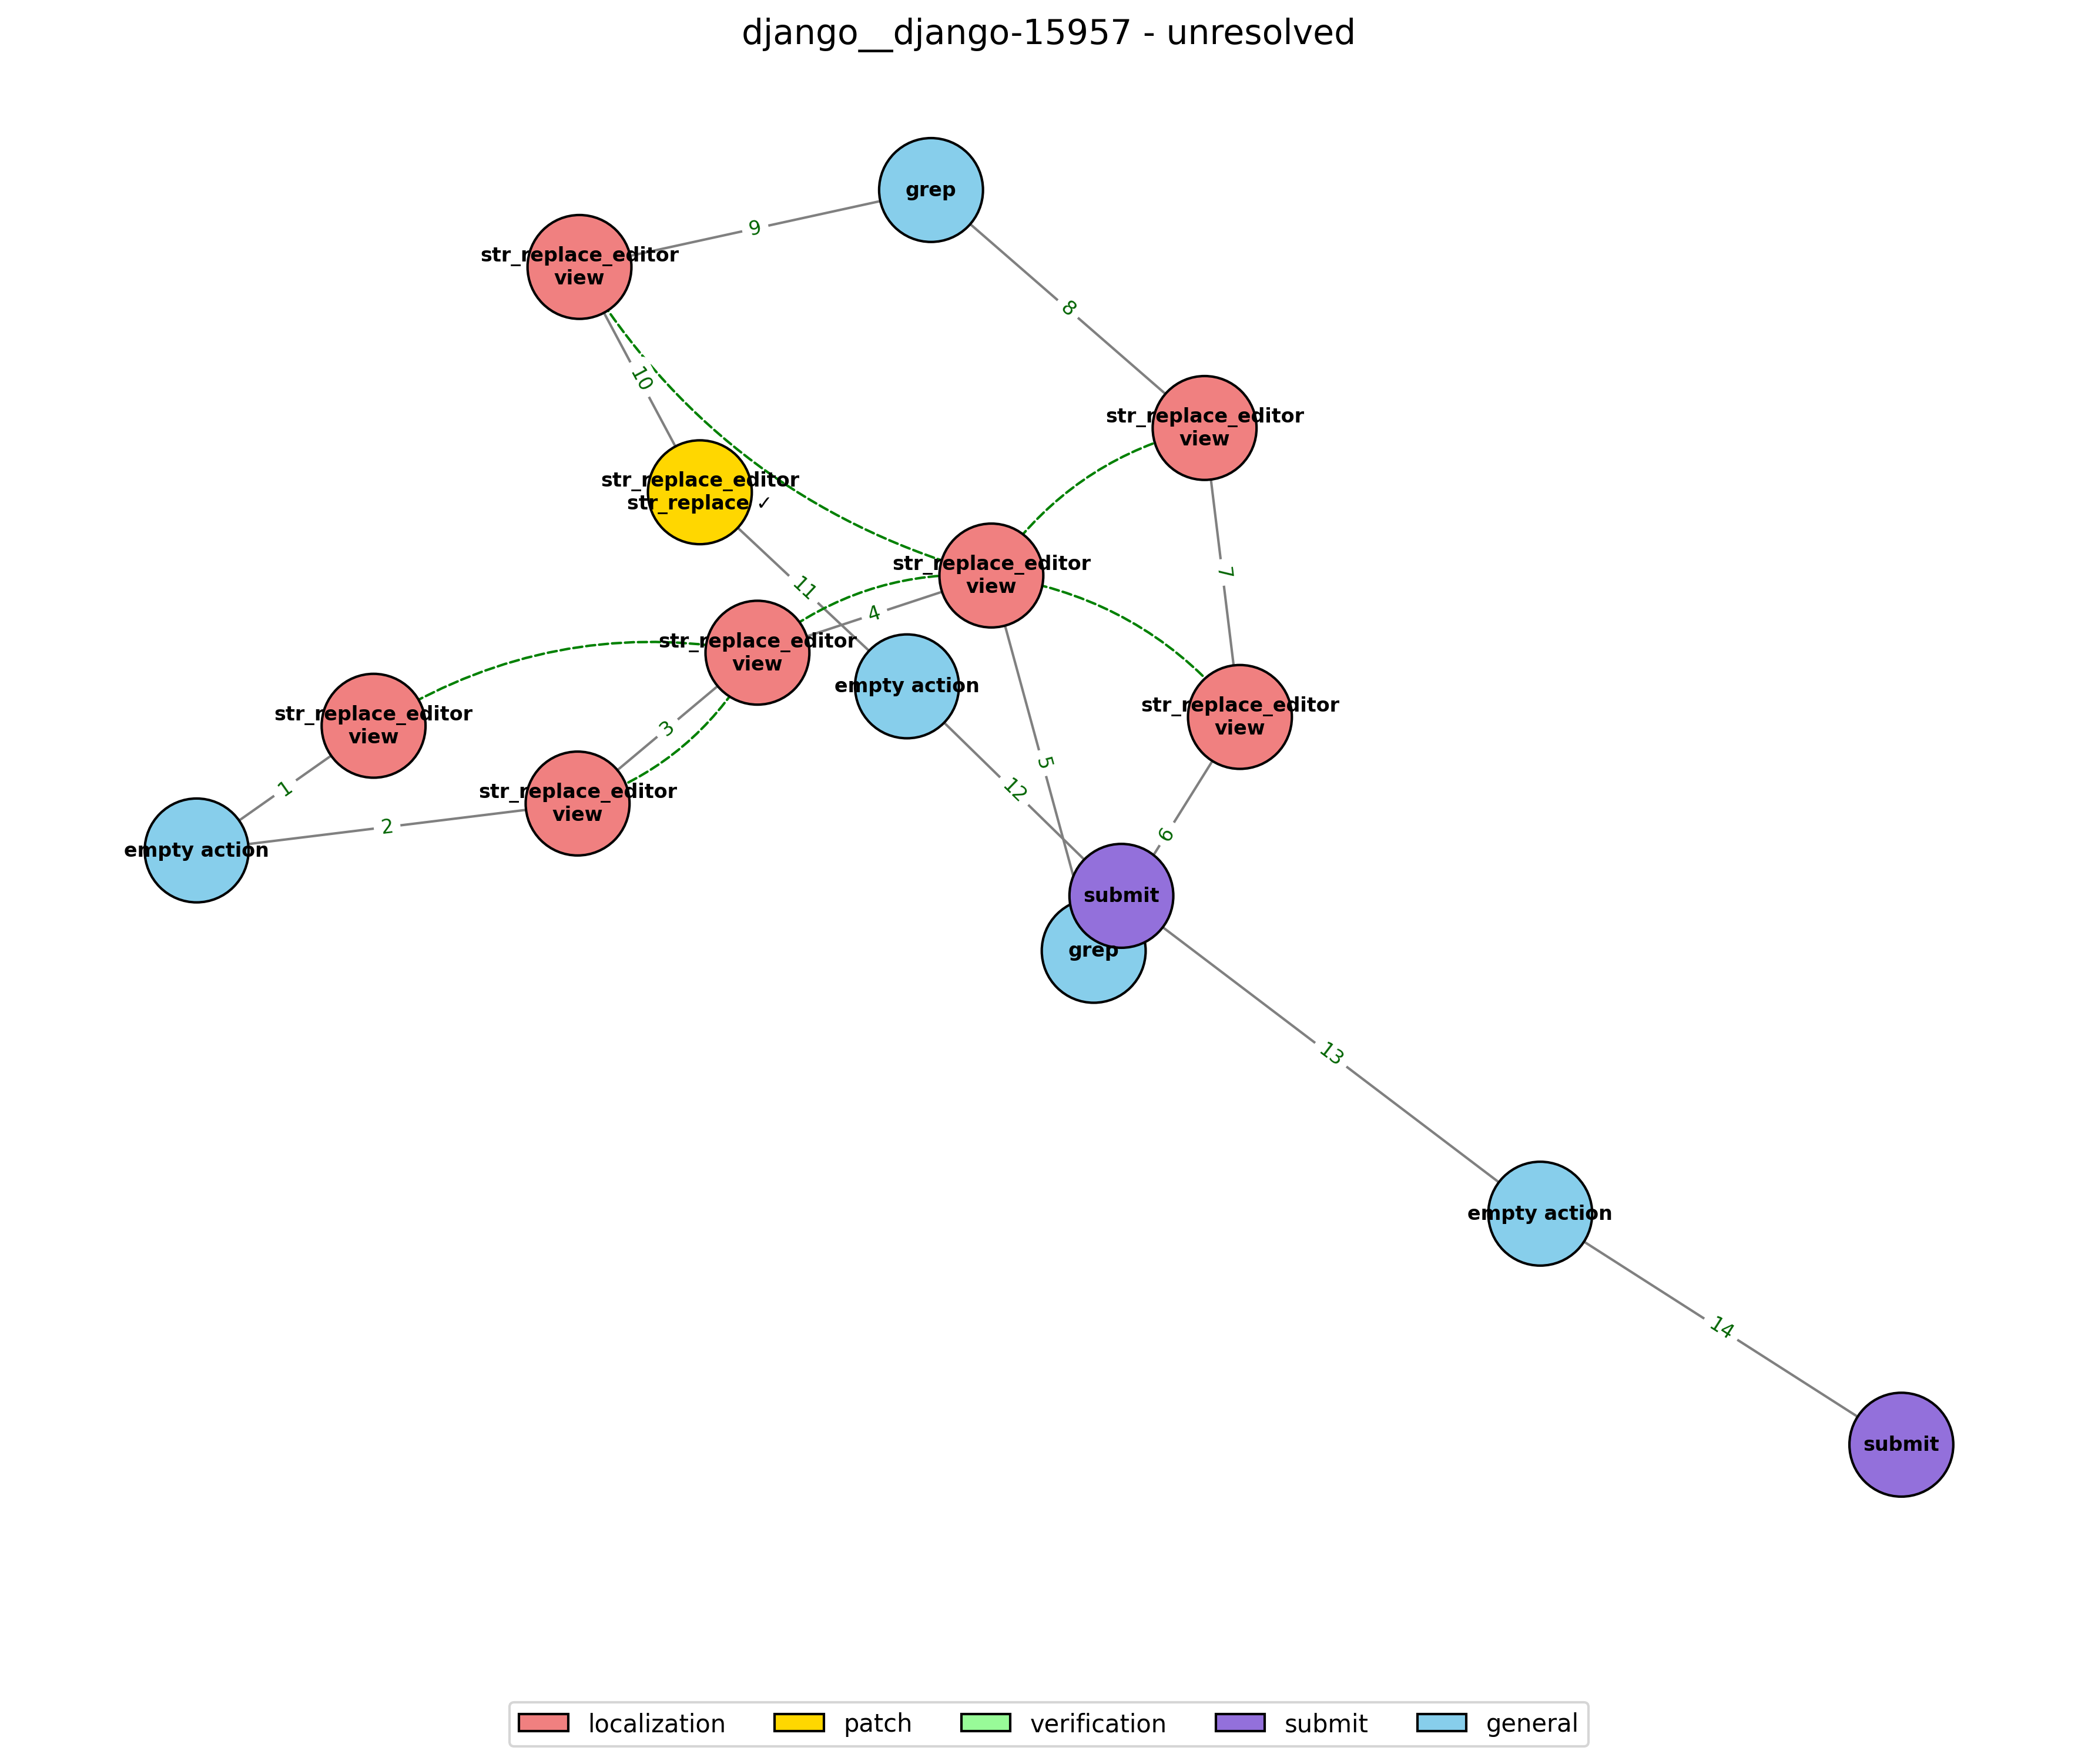 django__django-15957 - unresolved
grep
9
str_replace_editor
view
8
10
str_replace_editor
view
str_replace_editor
str_replace ✓
str_replace_editor
view
7
11
4
str_replace_editor
view
empty action
str_replace_editor
view
str_replace_editor
view
3
1
str_replace_editor
view
5
12
2
6
empty action
submit
grep
13
empty action
14
submit
localization
patch
verification
submit
general